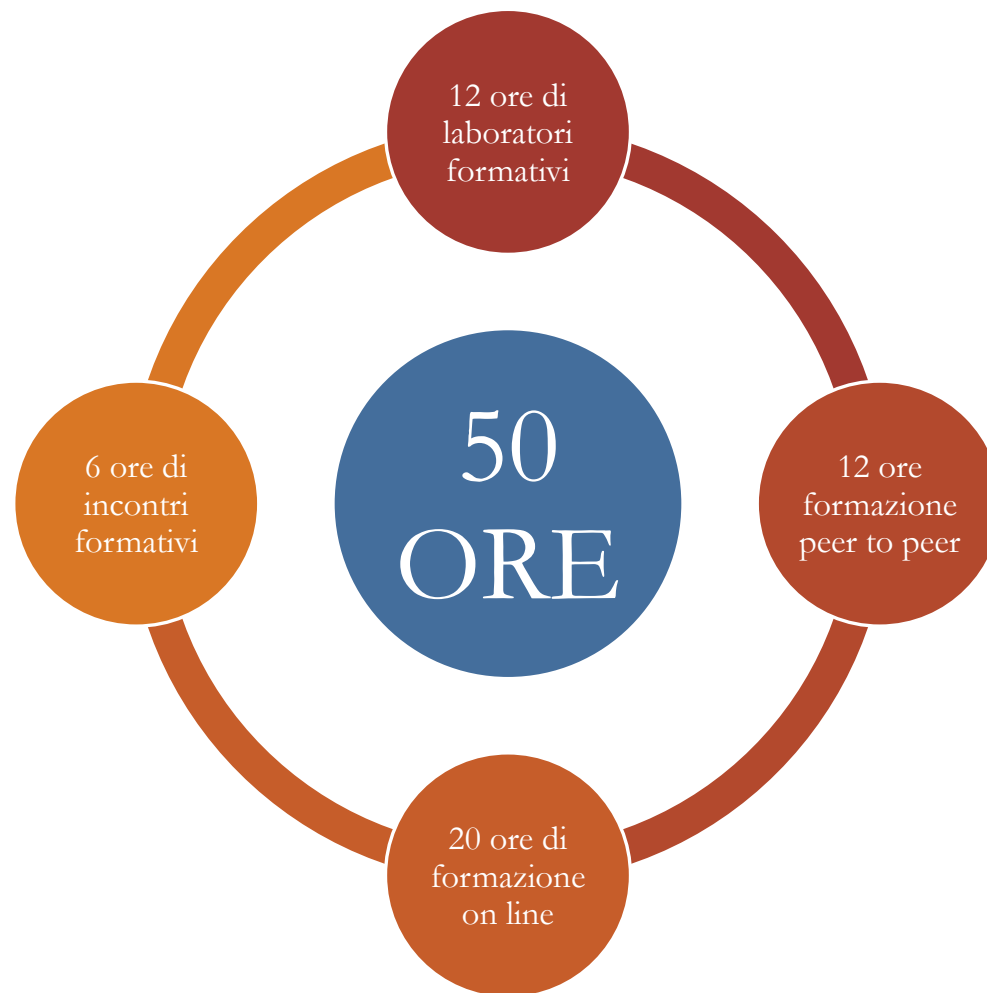 12 ore di
laboratori
formativi
6 ore di
incontri
formativi
50
ORE
12 ore
formazione
peer to peer
20 ore di
formazione
on line